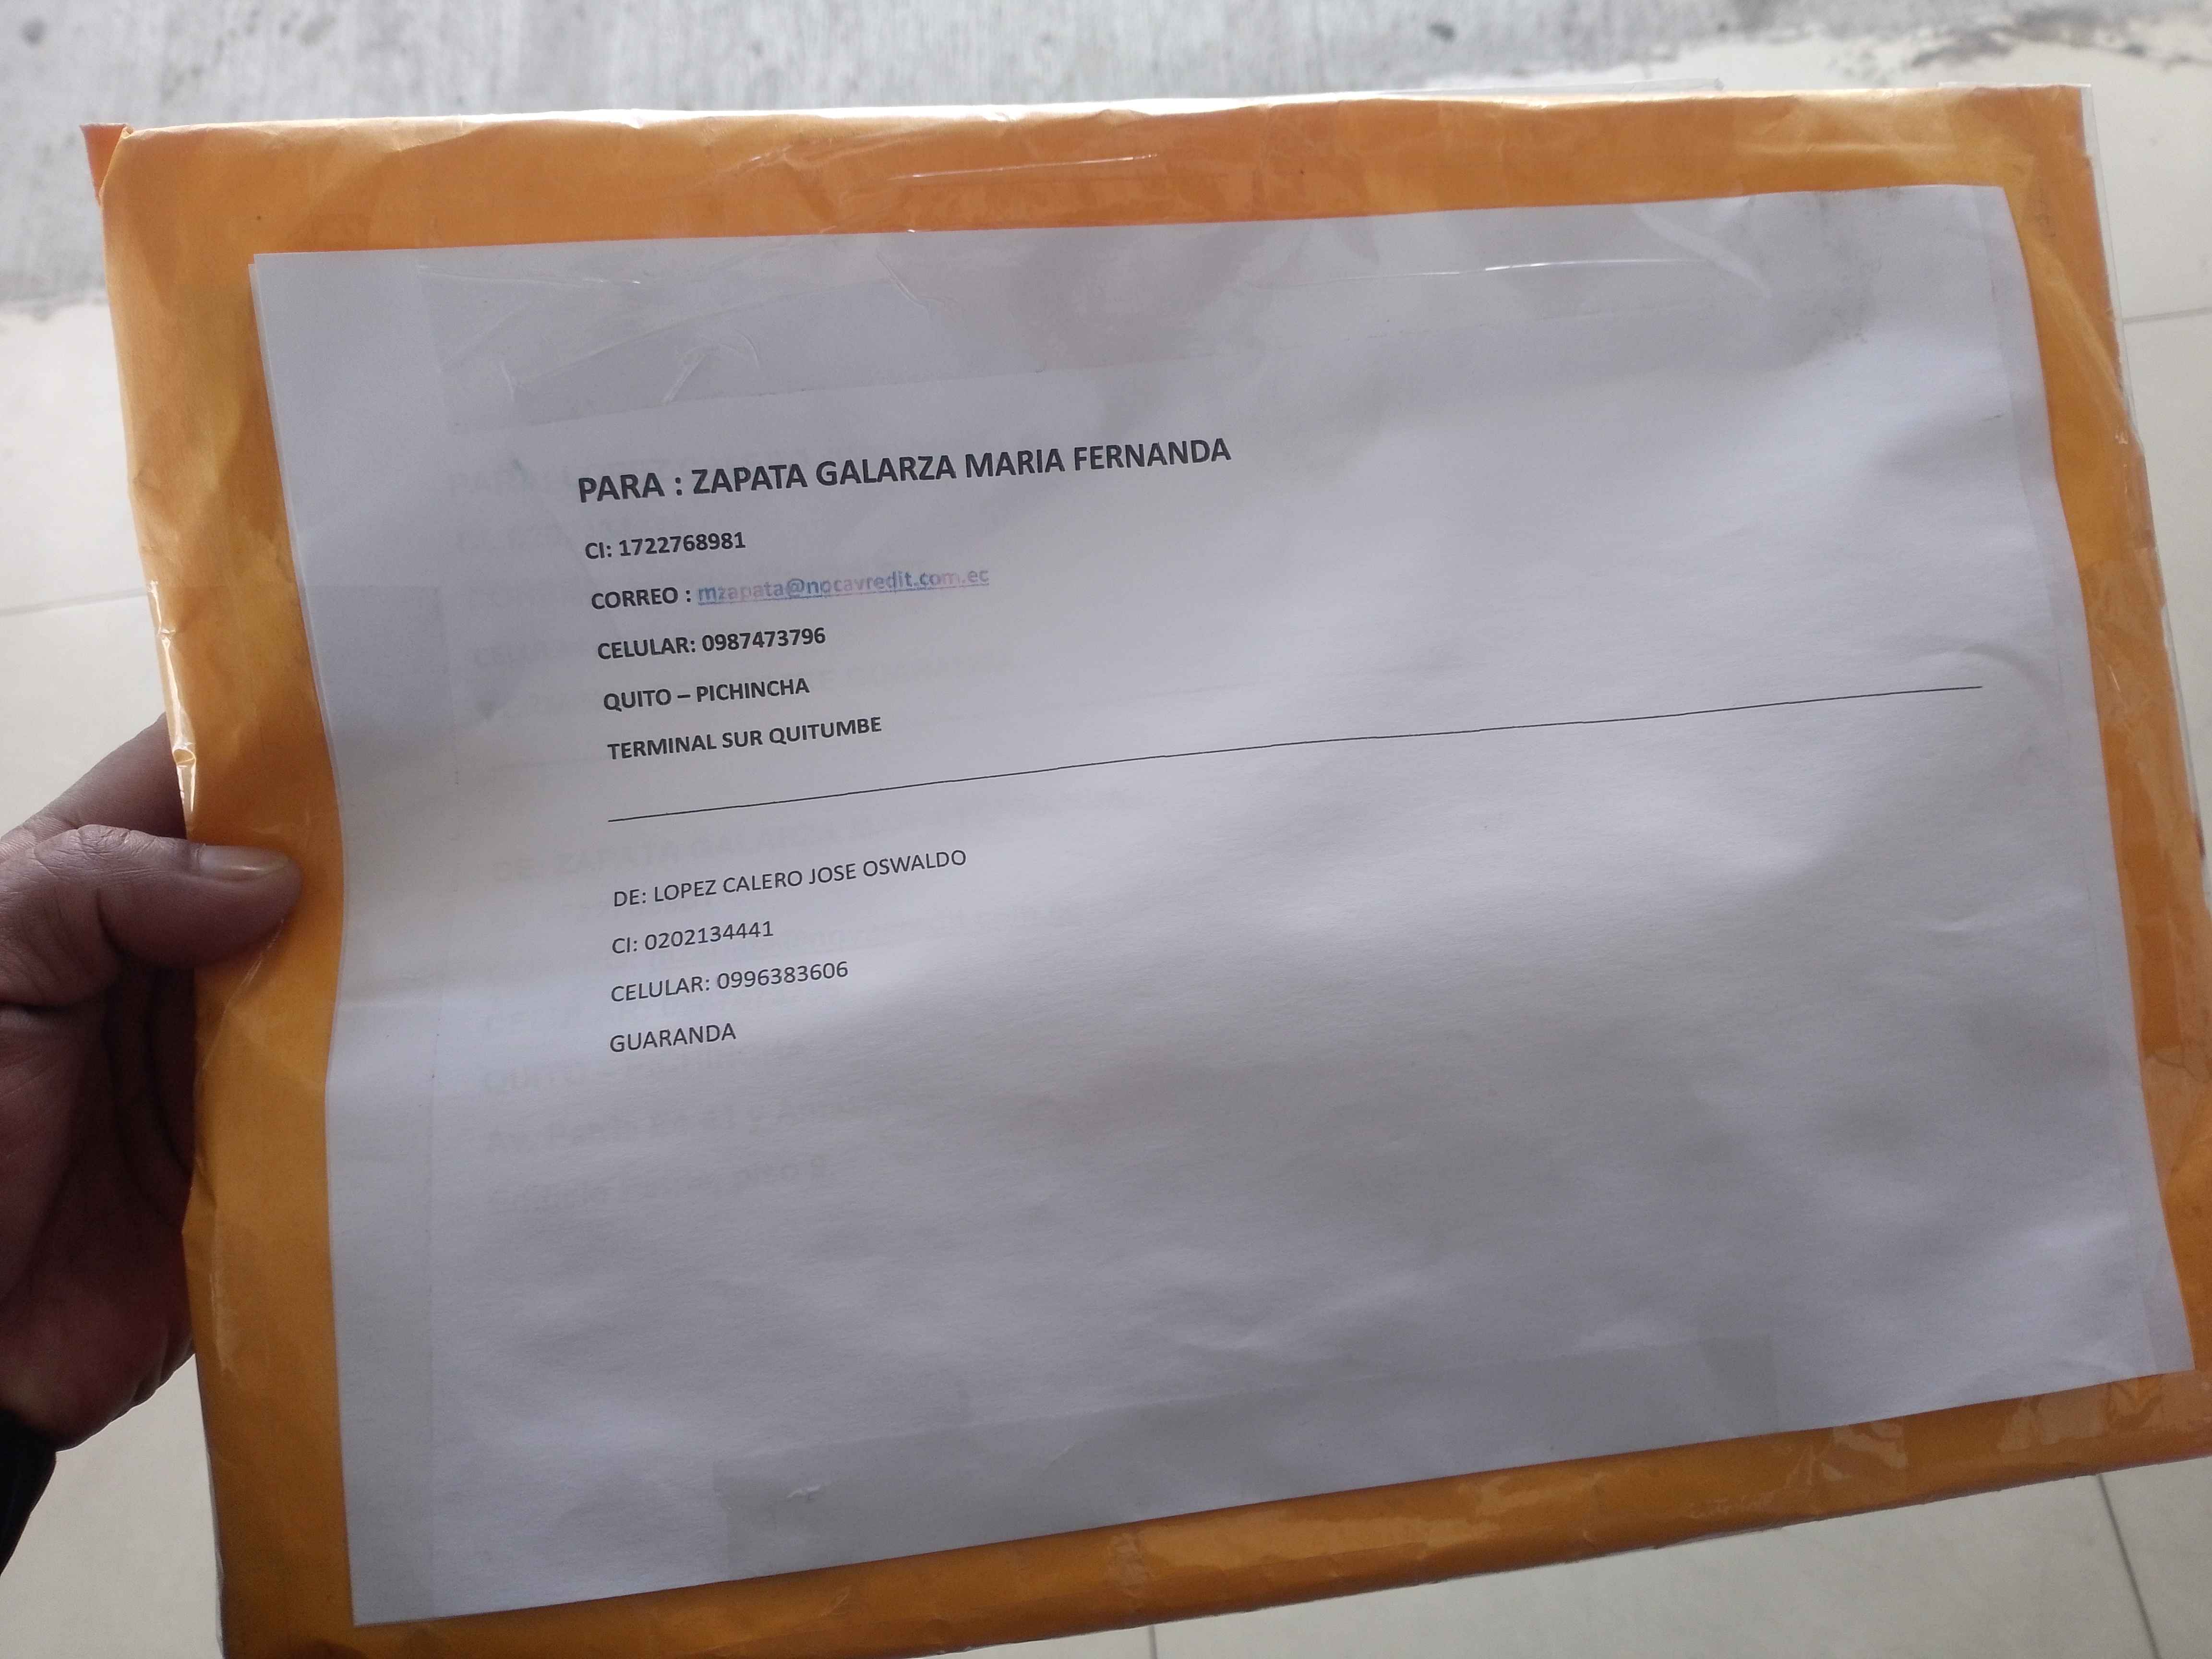 PARA : ZAPATA GALARZA MARIA FERNANDA
CI: 1722768981
CORREO : mzapata@nocavredit.com.ec
CELULAR: 0987473796
QUITO – PICHINCHA
TERMINAL SUR QUITUMBE
DE: LOPEZ CALERO JOSE OSWALDO
CI: 0202134441
CELULAR: 0996383606
GUARANDA